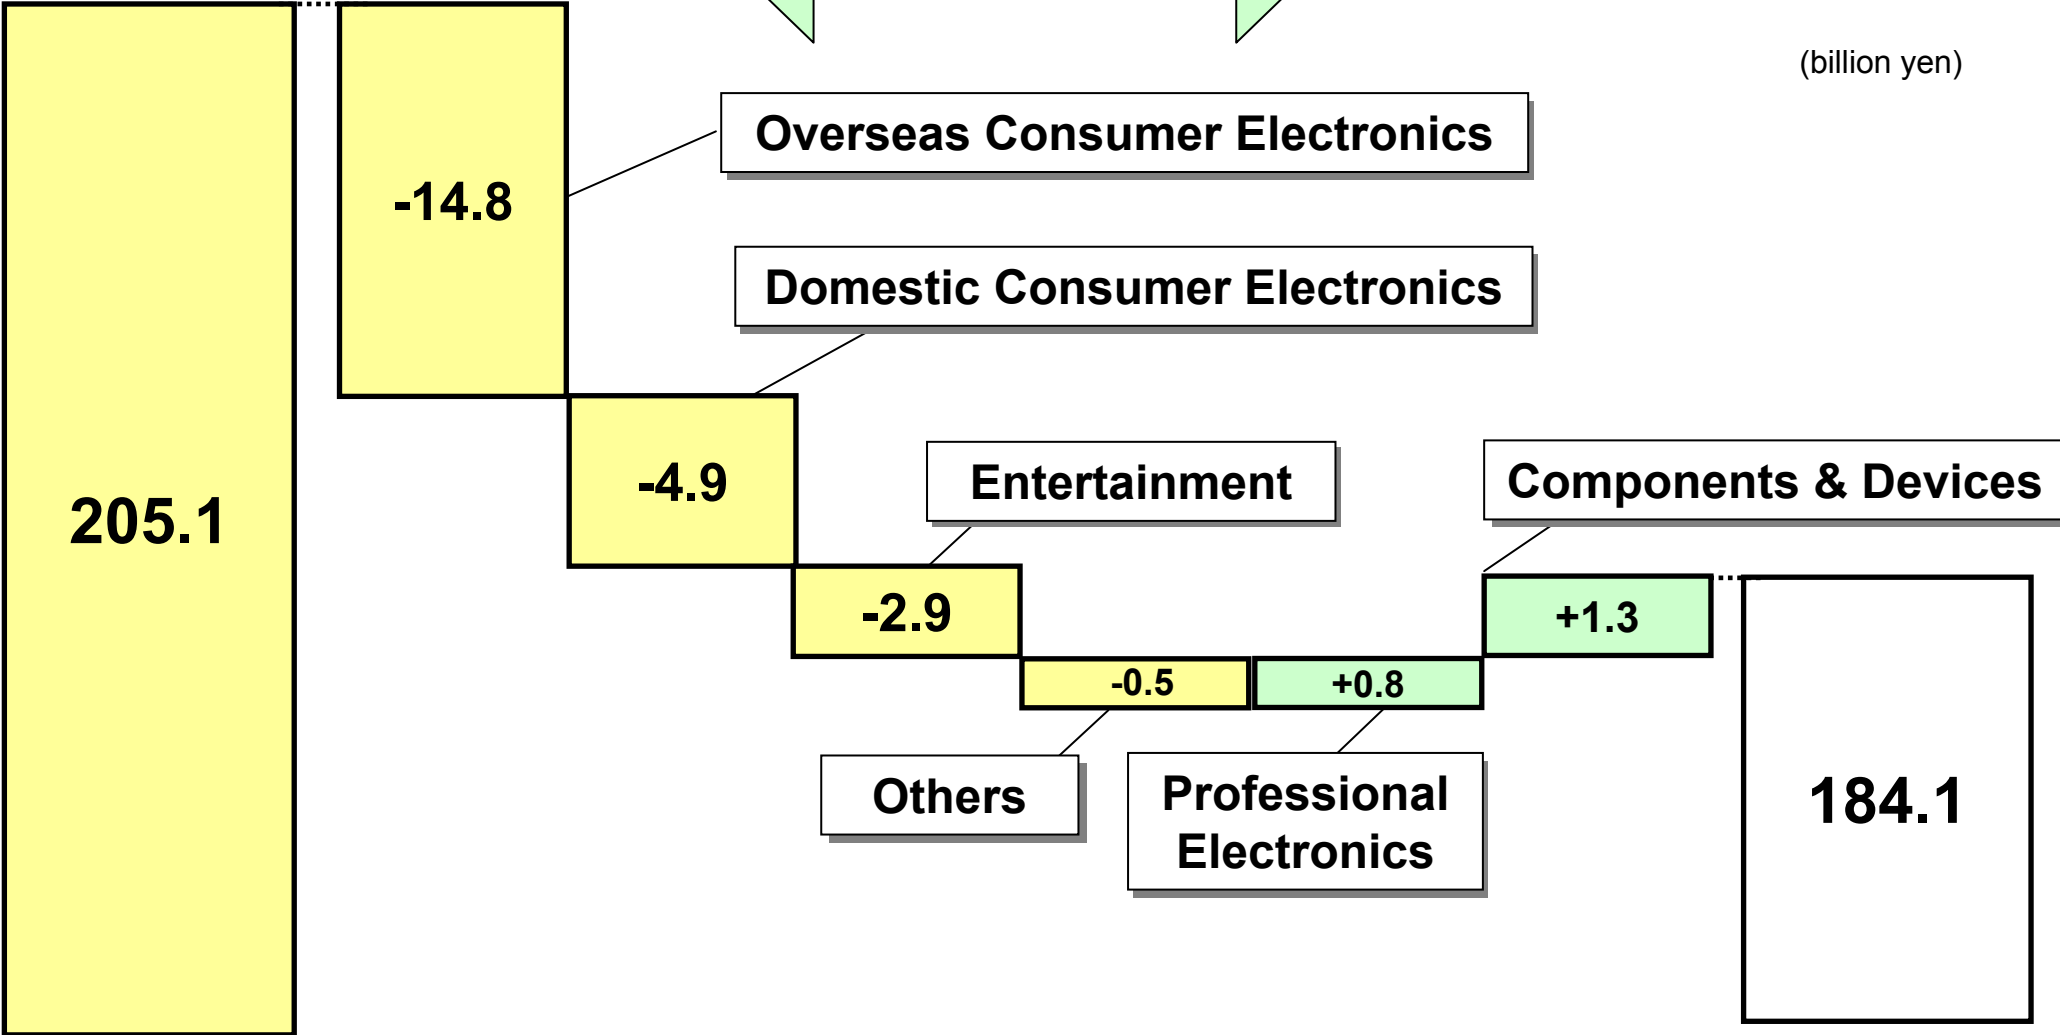 (billion yen)
Overseas Consumer Electronics
-14.8
Domestic Consumer Electronics
-4.9
Entertainment
Components & Devices
205.1
-2.9
+1.3
-0.5
+0.8
Others
Professional
Electronics
184.1